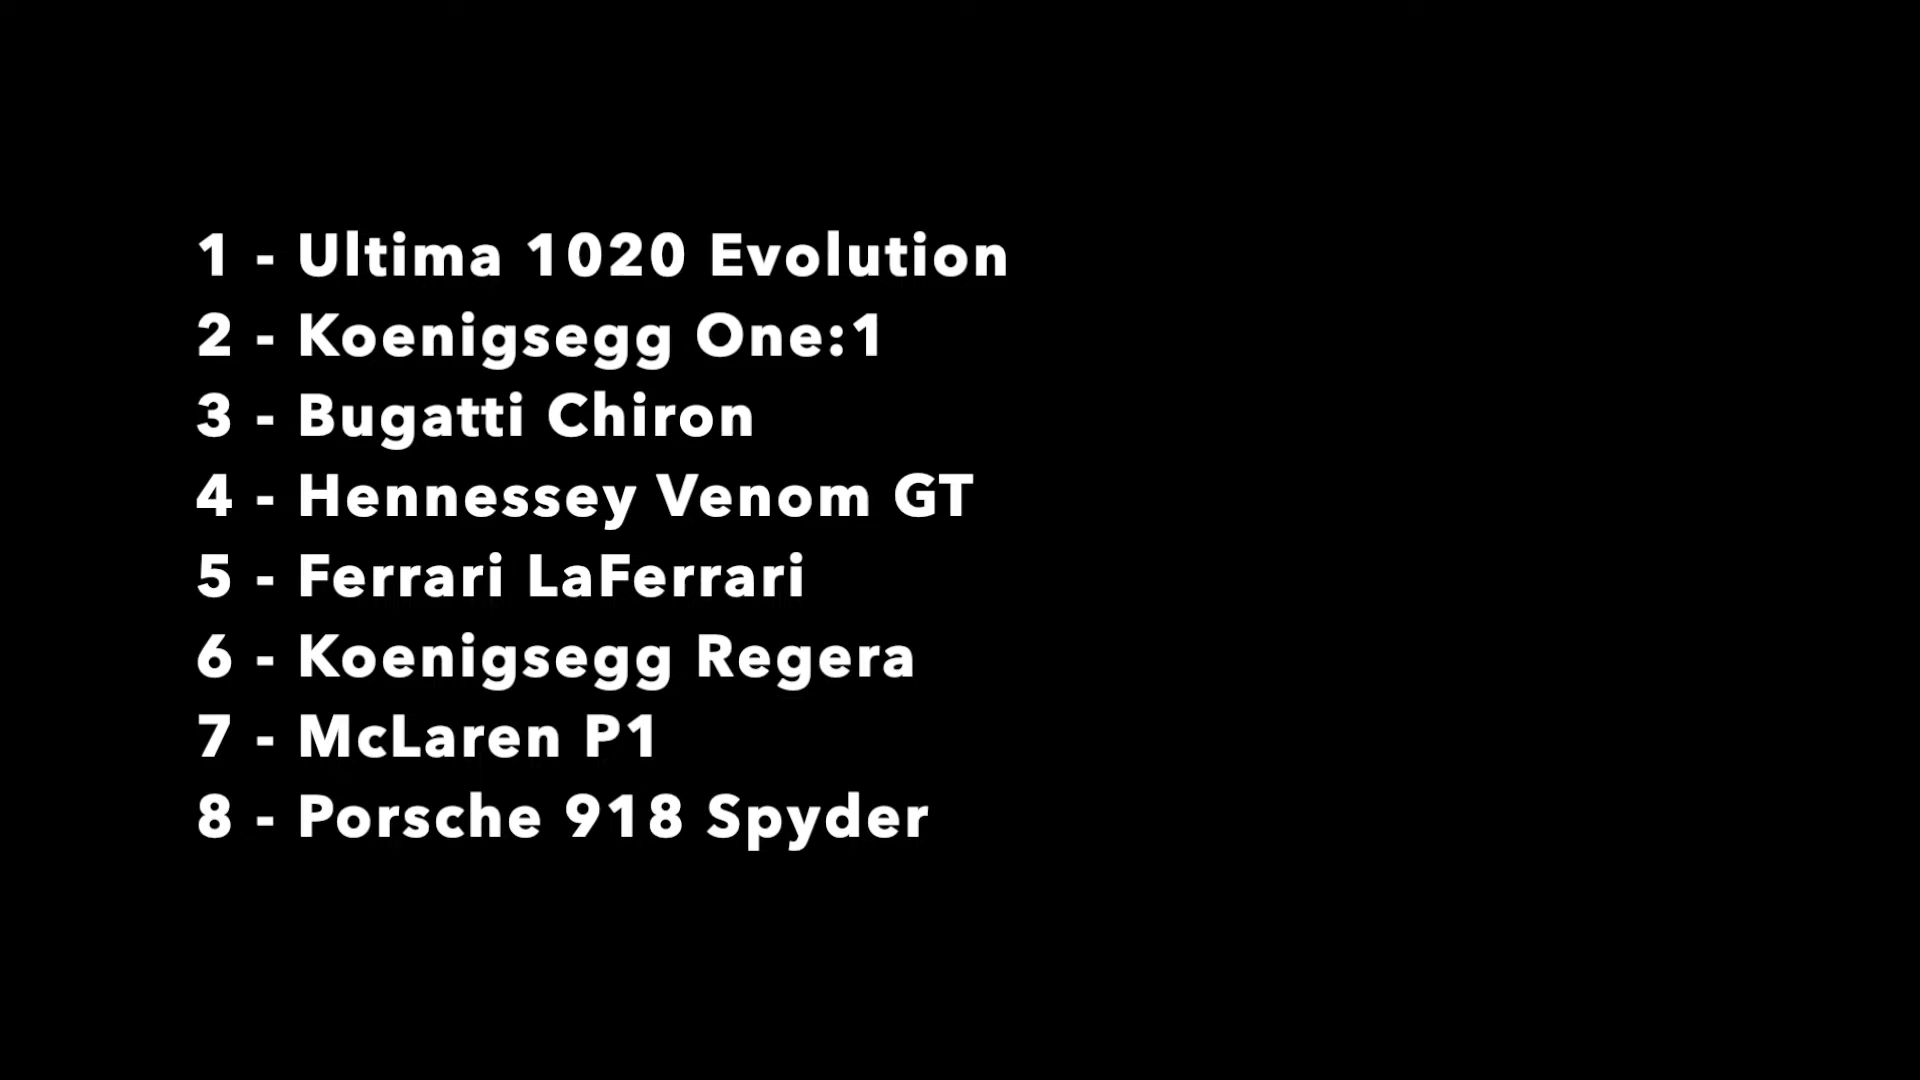 1 - Ultima 1020 Evolution
2 - Koenigsegg One:1
3 - Bugatti Chiron
4 - Hennessey Venom GT
5 - Ferrari LaFerrari
6 - Koenigsegg Regera
7 - McLaren P1
8 - Porsche 918 Spyder